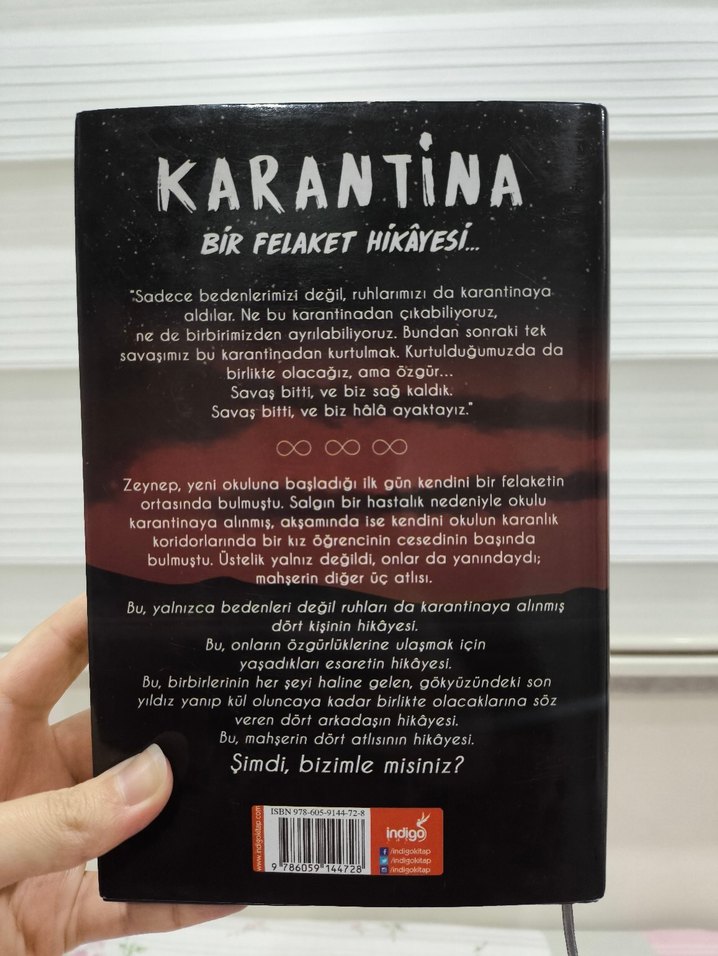 KARANTİNA
BİR FELAKET HİKÂYESİ...
"Sadece bedenlerimizi değil, ruhlarımızı da karantinaya
aldılar. Ne bu karantinadan çıkabiliyoruz,
ne de birbirimizden ayrılabiliyoruz. Bundan sonraki tek
savaşımız bu karantinadan kurtulmak. Kurtulduğumuzda da
birlikte olacağız, ama özgür...
Savaş bitti, ve biz sağ kaldık.
Savaş bitti, ve biz hâlâ ayaktayız."
Zeynep, yeni okuluna başladığı ilk gün kendini bir felaketin
ortasında bulmuştu. Salgın bir hastalık nedeniyle okulu
karantinaya alınmış, akşamında ise kendini okulun karanlık
koridorlarında bir kız öğrencinin cesedinin başında
bulmuştu. Üstelik yalnız değildi, onlar da yanındaydı;
mahşerin diğer üç atlısı.
Bu, yalnızca bedenleri değil ruhları da karantinaya alınmış
dört kişinin hikâyesi.
Bu, onların özgürlüklerine ulaşmak için
yaşadıkları esaretin hikâyesi.
Bu, birbirlerinin her şeyi haline gelen, gökyüzündeki son
yıldız yanıp kül oluncaya kadar birlikte olacaklarına söz
veren dört arkadaşın hikâyesi.
Bu, mahşerin dört atlısının hikâyesi.
Şimdi, bizimle misiniz?
www.indigokitap.com
ISBN 978-605-9144-72-8
9 786059 144728
indigo
/indigokitap
/indigokitap
/indigokitap